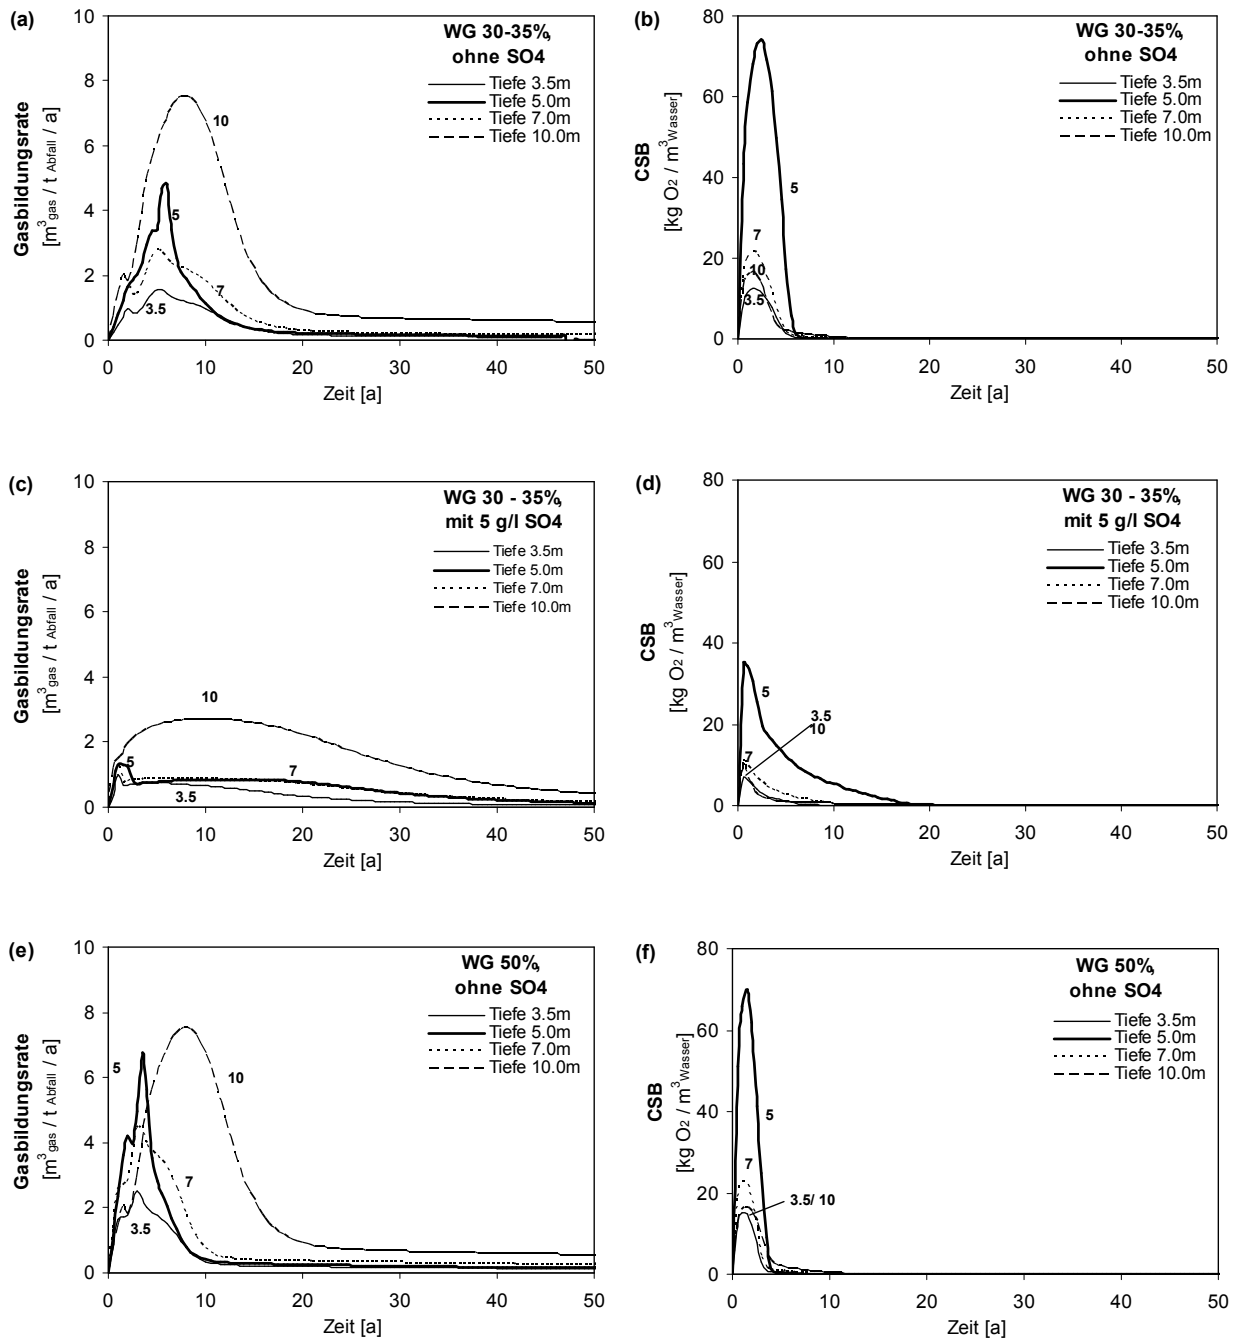 (a)
Gasbildungsrate
[m³gas / t Abfall / a]
10
8
6
4
2
0
WG 30-35%,
ohne SO4
Tiefe 3.5m
Tiefe 5.0m
Tiefe 7.0m
Tiefe 10.0m
10
5
7
3.5
0 10 20 30 40 50
Zeit [a]
(b)
CSB
[kg O2 / m³Wasser]
80
60
40
20
0
WG 30-35%,
ohne SO4
Tiefe 3.5m
Tiefe 5.0m
Tiefe 7.0m
Tiefe 10.0m
5
7
10
3.5
0 10 20 30 40 50
Zeit [a]
(c)
Gasbildungsrate
[m³gas / t Abfall / a]
10
8
6
4
2
0
WG 30 - 35%,
mit 5 g/l SO4
Tiefe 3.5m
Tiefe 5.0m
Tiefe 7.0m
Tiefe 10.0m
10
5
7
3.5
0 10 20 30 40 50
Zeit [a]
(d)
CSB
[kg O2 / m³Wasser]
80
60
40
20
0
WG 30 - 35%,
mit 5 g/l SO4
Tiefe 3.5m
Tiefe 5.0m
Tiefe 7.0m
Tiefe 10.0m
5
3.5
10
7
0 10 20 30 40 50
Zeit [a]
(e)
Gasbildungsrate
[m³gas / t Abfall / a]
10
8
6
4
2
0
WG 50%,
ohne SO4
Tiefe 3.5m
Tiefe 5.0m
Tiefe 7.0m
Tiefe 10.0m
5
10
7
3.5
0 10 20 30 40 50
Zeit [a]
(f)
CSB
[kg O2 / m³Wasser]
80
60
40
20
0
WG 50%,
ohne SO4
Tiefe 3.5m
Tiefe 5.0m
Tiefe 7.0m
Tiefe 10.0m
5
7
3.5/ 10
0 10 20 30 40 50
Zeit [a]